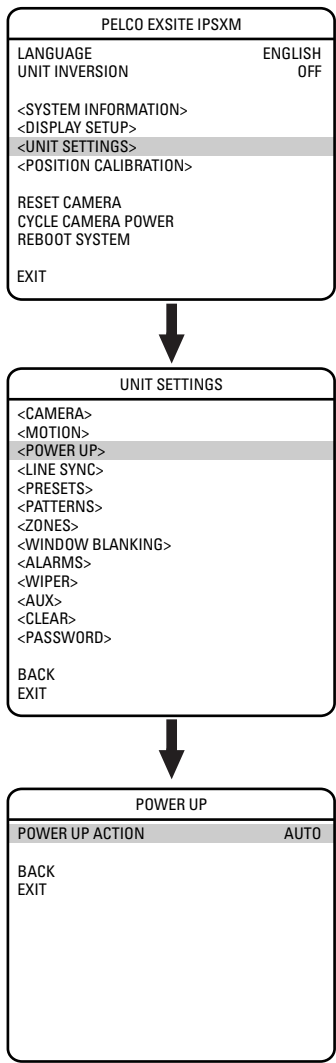 PELCO EXSITE IPSXM
LANGUAGE ENGLISH
UNIT INVERSION OFF
<SYSTEM INFORMATION>
<DISPLAY SETUP>
<UNIT SETTINGS>
<POSITION CALIBRATION>
RESET CAMERA
CYCLE CAMERA POWER
REBOOT SYSTEM
EXIT
UNIT SETTINGS
<CAMERA>
<MOTION>
<POWER UP>
<LINE SYNC>
<PRESETS>
<PATTERNS>
<ZONES>
<WINDOW BLANKING>
<ALARMS>
<WIPER>
<AUX>
<CLEAR>
<PASSWORD>
BACK
EXIT
POWER UP
POWER UP ACTION AUTO
BACK
EXIT